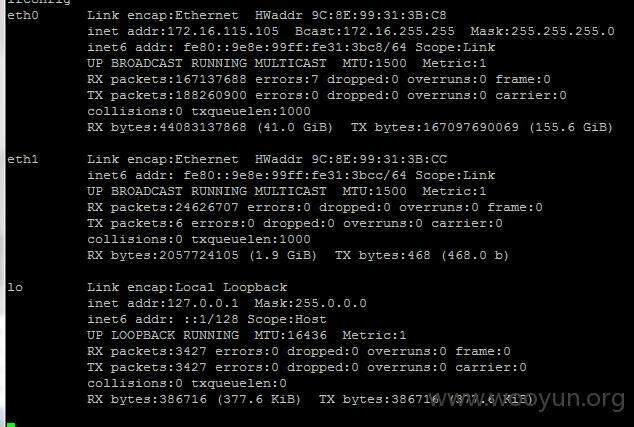 ifconfig
eth0 Link encap:Ethernet HWaddr 9C:8E:99:31:3B:C8
inet addr:172.16.115.105 Bcast:172.16.255.255 Mask:255.255.255.0
inet6 addr: fe80::9e8e:99ff:fe31:3bc8/64 Scope:Link
UP BROADCAST RUNNING MULTICAST MTU:1500 Metric:1
RX packets:167137688 errors:7 dropped:0 overruns:0 frame:0
TX packets:188260900 errors:0 dropped:0 overruns:0 carrier:0
collisions:0 txqueuelen:1000
RX bytes:44083137868 (41.0 GiB) TX bytes:167097690069 (155.6 GiB)
eth1 Link encap:Ethernet HWaddr 9C:8E:99:31:3B:CC
inet6 addr: fe80::9e8e:99ff:fe31:3bcc/64 Scope:Link
UP BROADCAST RUNNING MULTICAST MTU:1500 Metric:1
RX packets:24626707 errors:0 dropped:0 overruns:0 frame:0
TX packets:6 errors:0 dropped:0 overruns:0 carrier:0
collisions:0 txqueuelen:1000
RX bytes:2057724105 (1.9 GiB) TX bytes:468 (468.0 b)
lo Link encap:Local Loopback
inet addr:127.0.0.1 Mask:255.0.0.0
inet6 addr: ::1/128 Scope:Host
UP LOOPBACK RUNNING MTU:16436 Metric:1
RX packets:3427 errors:0 dropped:0 overruns:0 frame:0
TX packets:3427 errors:0 dropped:0 overruns:0 carrier:0
collisions:0 txqueuelen:0
RX bytes:386716 (377.6 KiB) TX bytes:386716 (377.6 KiB)
www.wooyun.org